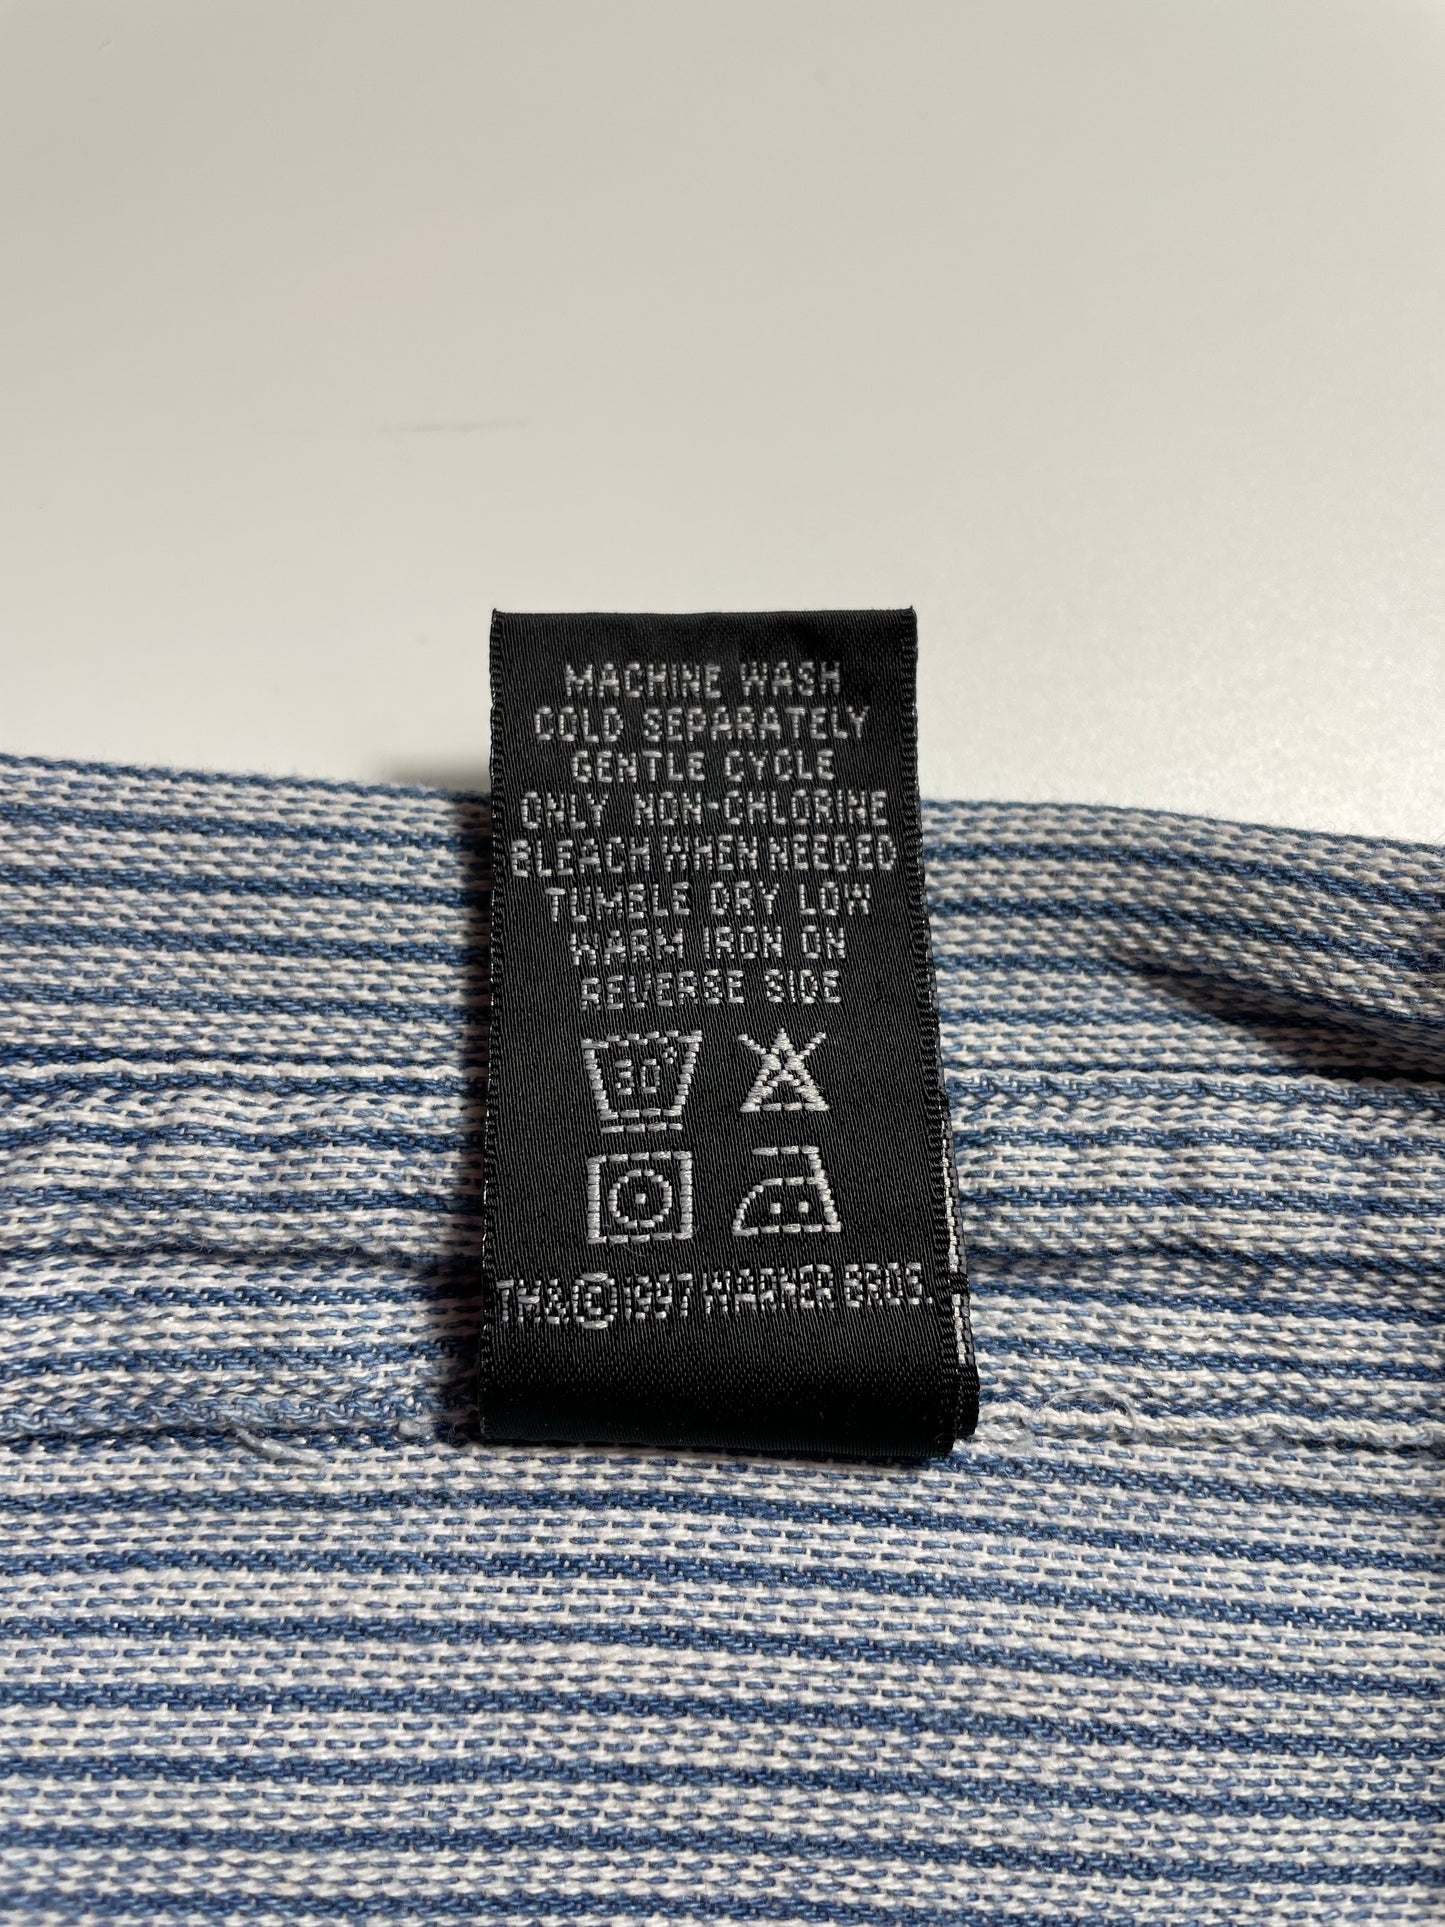 MACHINE WASH
COLD SEPARATELY
GENTLE CYCLE
ONLY NON-CHLORINE
BLEACH WHEN NEEDED
TUMBLE DRY LOW
WARM IRON ON
REVERSE SIDE
30°
TM&©1997 WARNER BROS